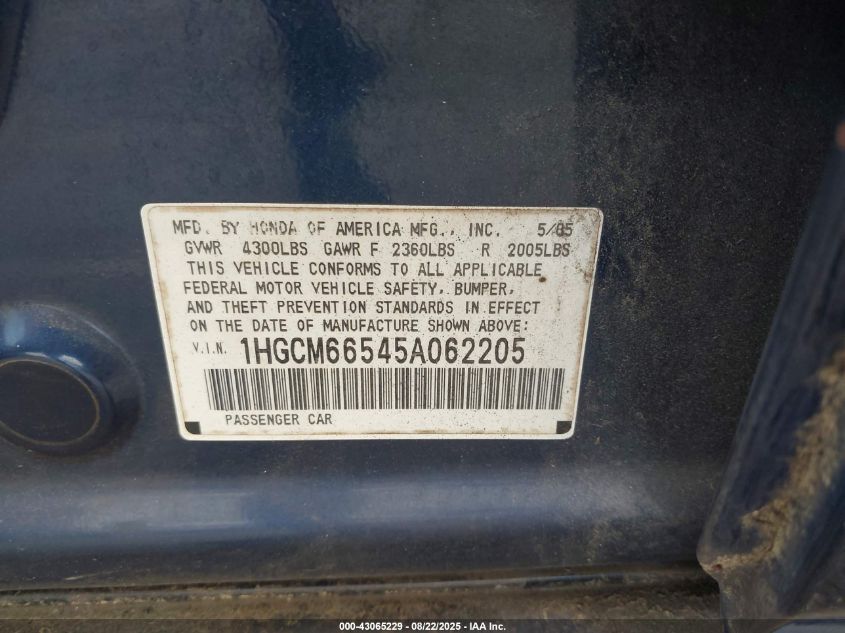 MFD. BY HONDA OF AMERICA MFG., INC. 5/05
GVWR 4300LBS GAWR F 2360LBS R 2005LBS
THIS VEHICLE CONFORMS TO ALL APPLICABLE
FEDERAL MOTOR VEHICLE SAFETY, BUMPER,
AND THEFT PREVENTION STANDARDS IN EFFECT
ON THE DATE OF MANUFACTURE SHOWN ABOVE:
V.I.N. 1HGCM66545A062205
PASSENGER CAR
000-43065229 - 08/22/2025 - IAA Inc.